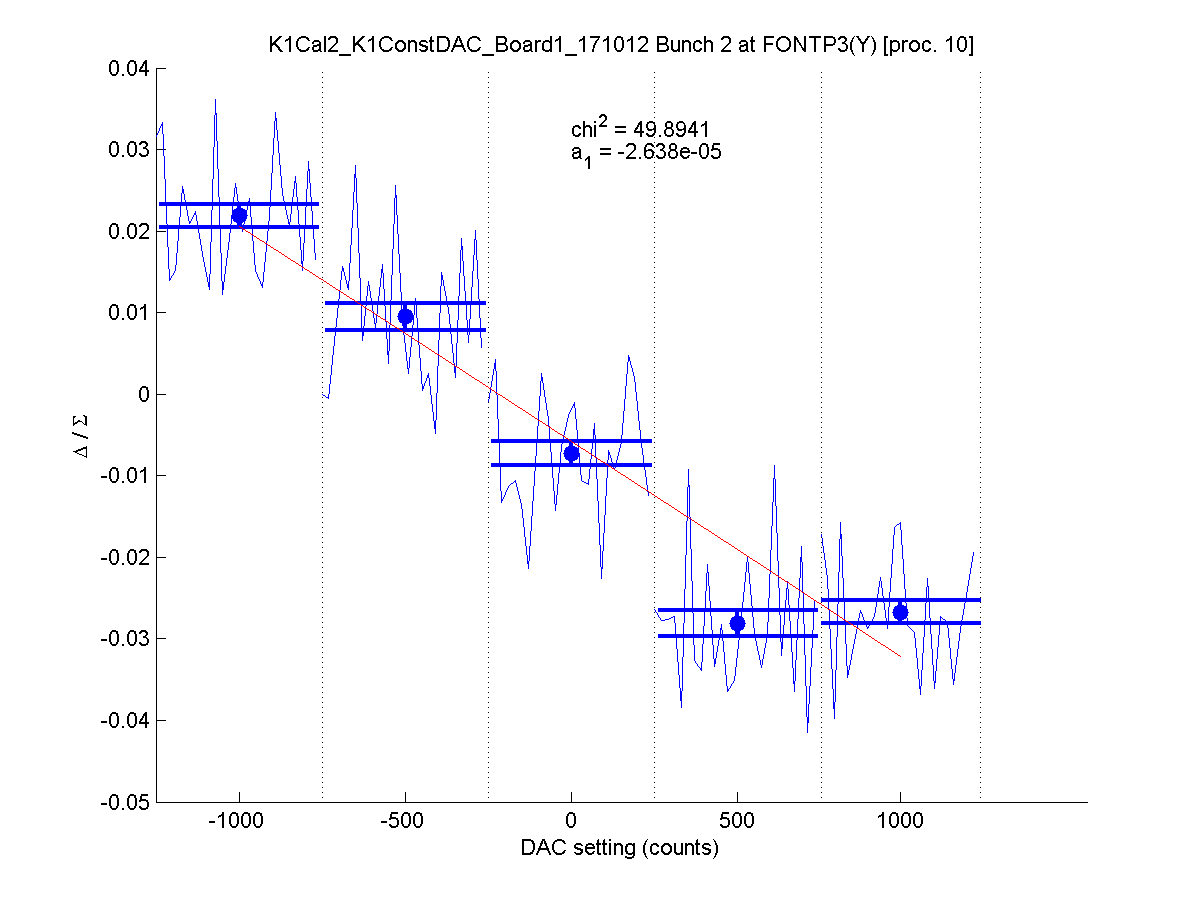 K1Cal2_K1ConstDAC_Board1_171012 Bunch 2 at FONTP3(Y) [proc. 10]
chi² = 49.8941
a₁ = -2.638e-05
0.04
0.03
0.02
0.01
0
-0.01
-0.02
-0.03
-0.04
-0.05
Δ / Σ
-1000 -500 0 500 1000
DAC setting (counts)